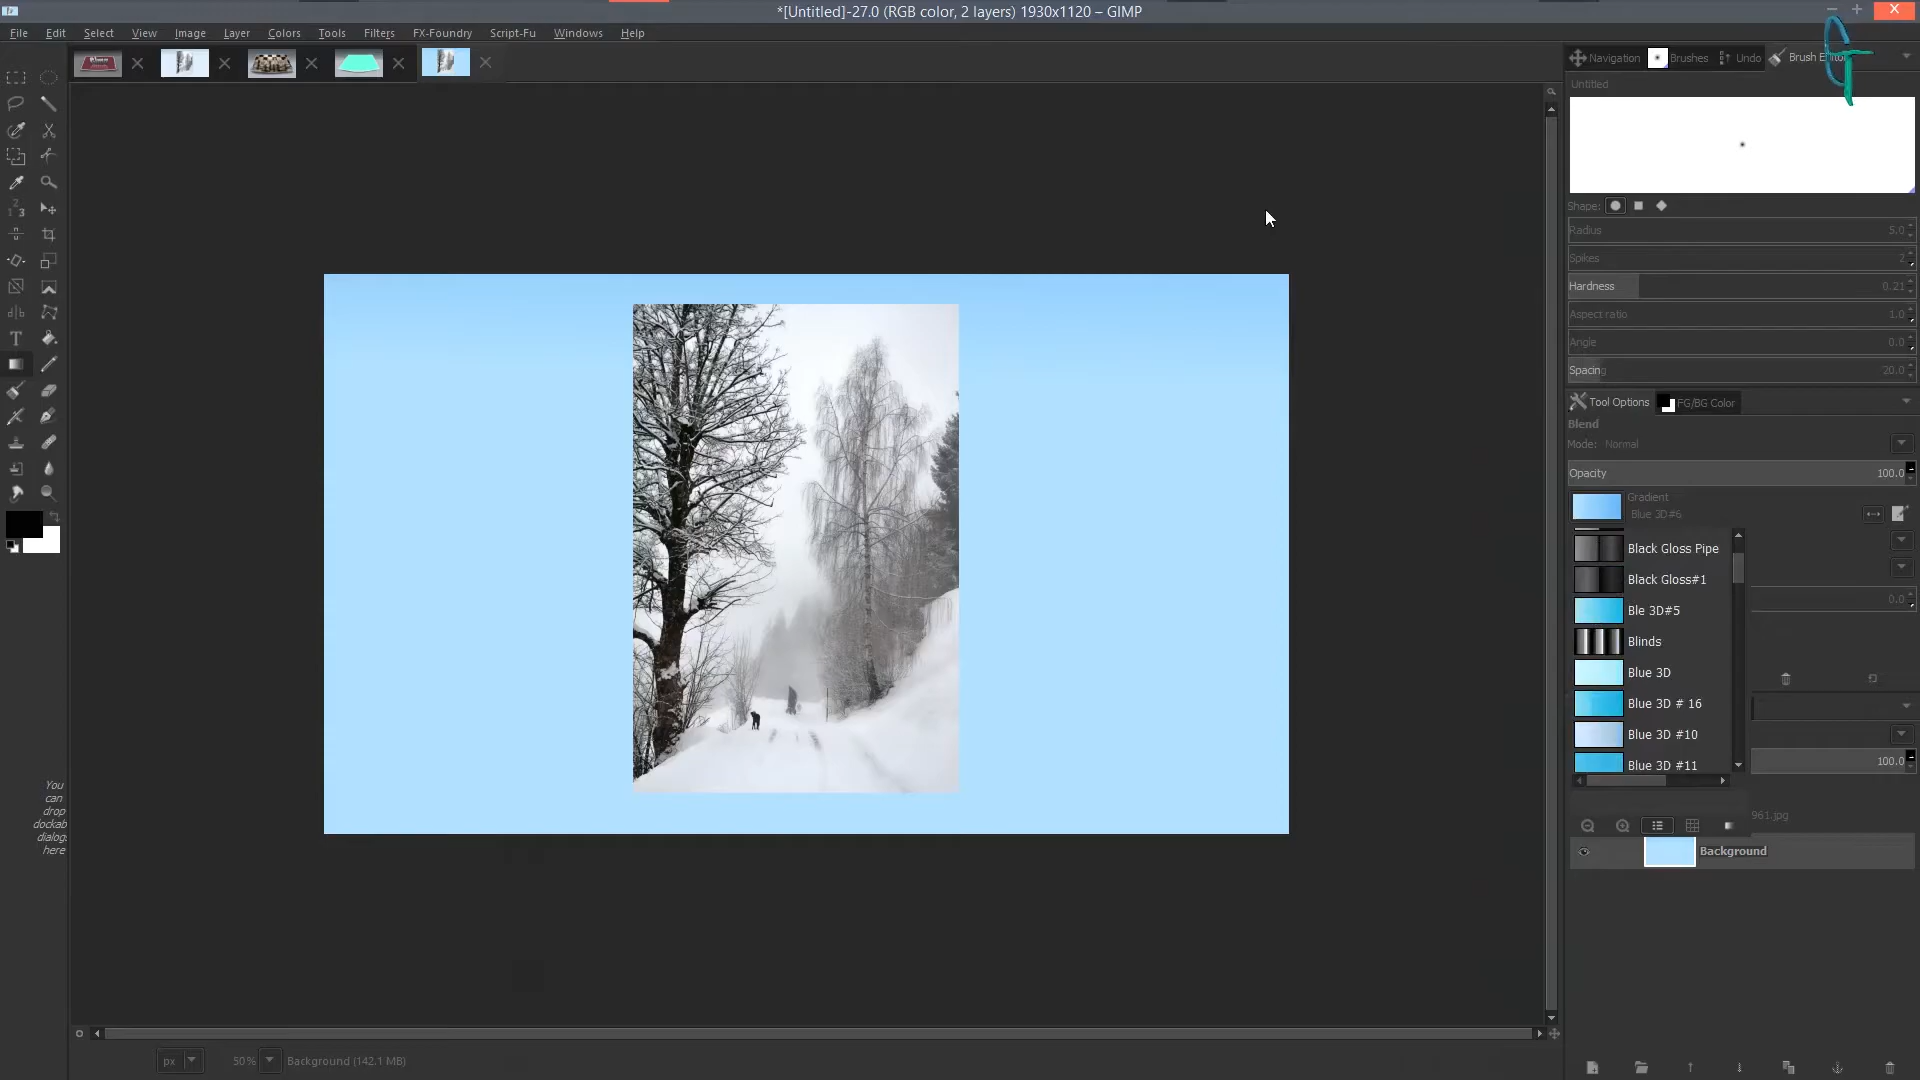 *[Untitled]-27.0 (RGB color, 2 layers) 1930x1120 – GIMP
File Edit Select View Image Layer Colors Tools Filters FX-Foundry Script-Fu Windows Help
Navigation Brushes Undo Brush Editor
Untitled
Shape:
Radius 5.0
Spikes 2
Hardness 0.21
Aspect ratio 1.0
Angle 0.0
Spacing 20.0
Tool Options FG/BG Color
Blend
Mode: Normal
Opacity 100.0
Gradient
Blue 3D#6
Black Gloss Pipe
Black Gloss#1
0.0
Ble 3D#5
Blinds
Blue 3D
Blue 3D # 16
Blue 3D #10
Blue 3D #11
100.0
961.jpg
Background
You
can
drop
dockab
dialogs
here
px 50% Background (142.1 MB)